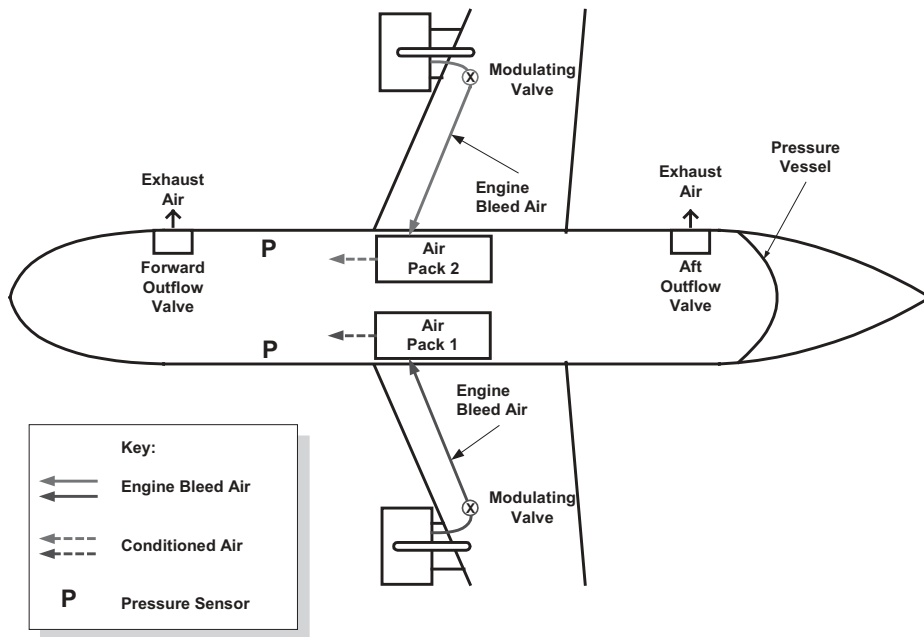 X
Modulating
Valve
Engine
Bleed Air
Pressure
Vessel
Exhaust
Air
Exhaust
Air
P
Forward
Outflow
Valve
Air
Pack 2
Aft
Outflow
Valve
P
Air
Pack 1
Engine
Bleed Air
X
Modulating
Valve
Key:
Engine Bleed Air
Conditioned Air
P Pressure Sensor